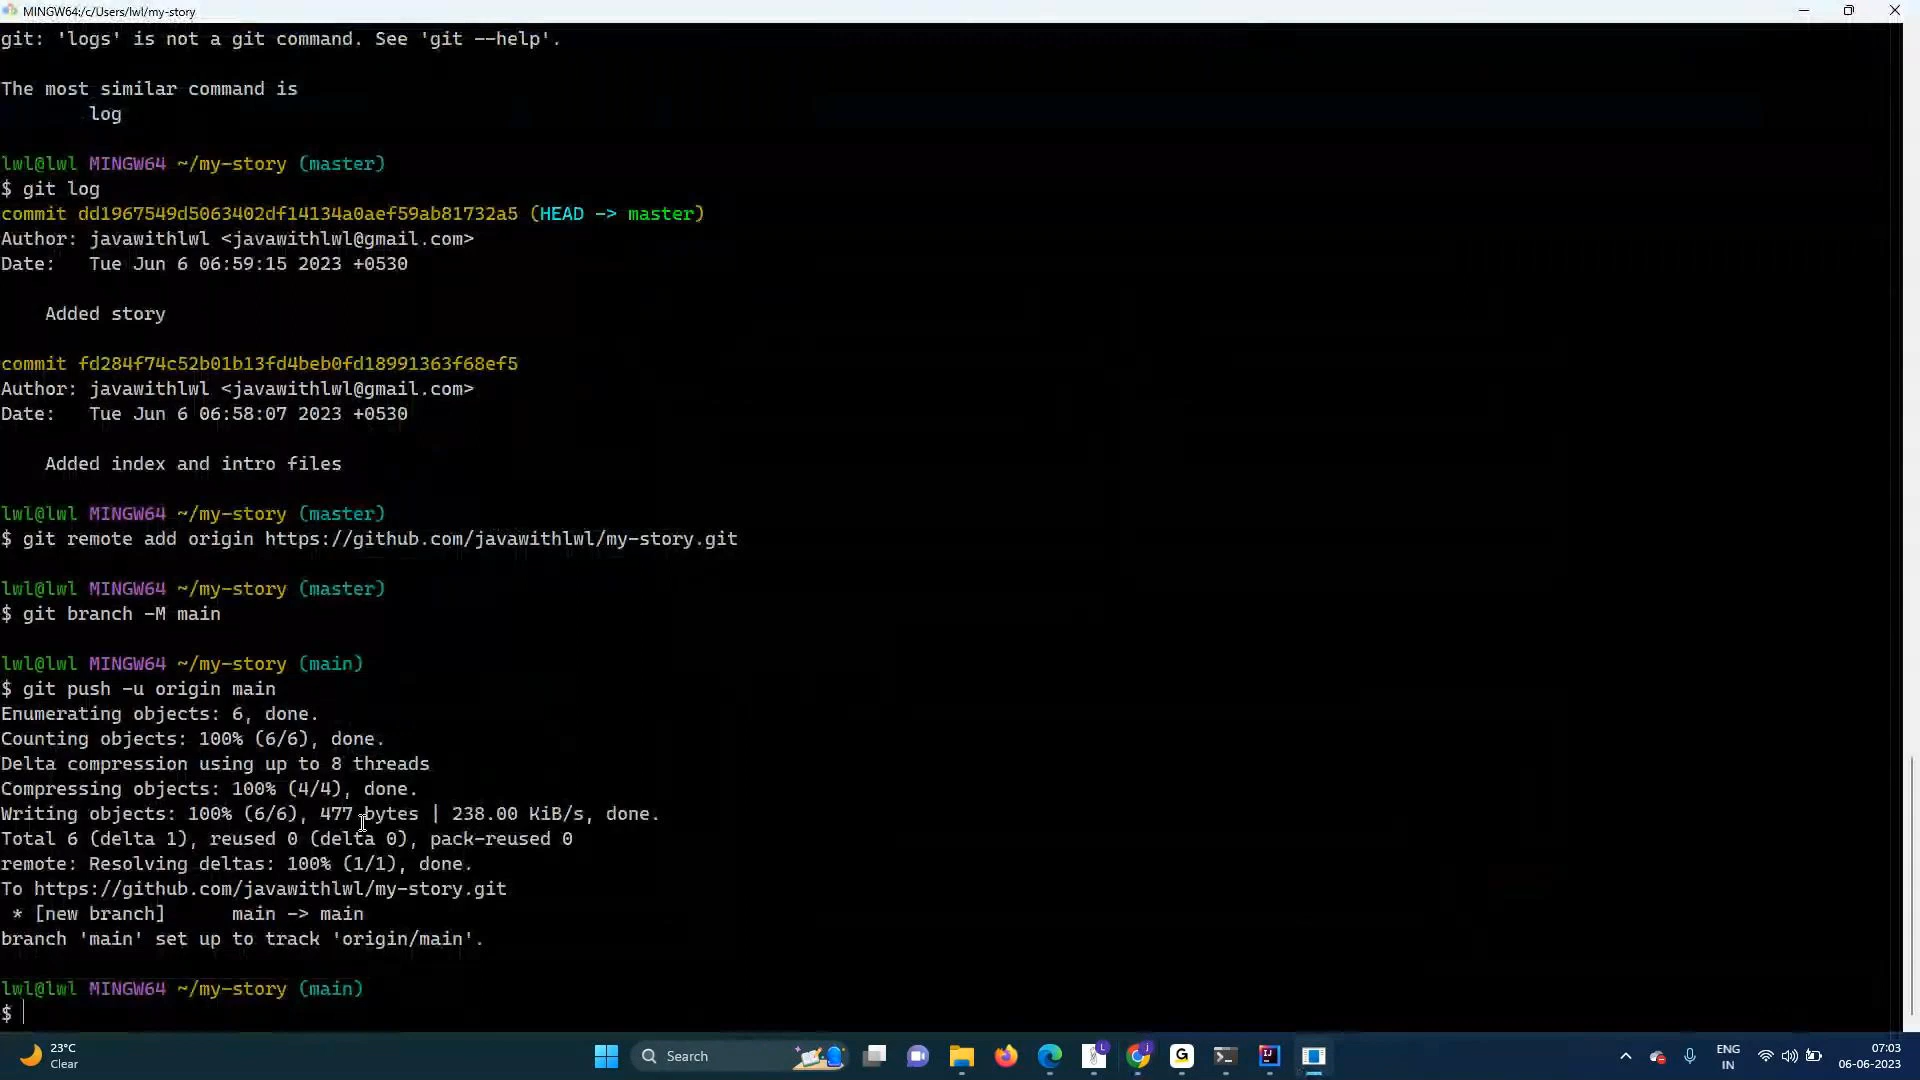 MINGW64:/c/Users/lwl/my-story
git: 'logs' is not a git command. See 'git --help'.
The most similar command is
log
lwl@lwl MINGW64 ~/my-story (master)
$ git log
commit dd1967549d5063402df14134a0aef59ab81732a5 (HEAD -> master)
Author: javawithlwl <javawithlwl@gmail.com>
Date:   Tue Jun 6 06:59:15 2023 +0530
Added story
commit fd284f74c52b01b13fd4beb0fd18991363f68ef5
Author: javawithlwl <javawithlwl@gmail.com>
Date:   Tue Jun 6 06:58:07 2023 +0530
Added index and intro files
lwl@lwl MINGW64 ~/my-story (master)
$ git remote add origin https://github.com/javawithlwl/my-story.git
lwl@lwl MINGW64 ~/my-story (master)
$ git branch -M main
lwl@lwl MINGW64 ~/my-story (main)
$ git push -u origin main
Enumerating objects: 6, done.
Counting objects: 100% (6/6), done.
Delta compression using up to 8 threads
Compressing objects: 100% (4/4), done.
Writing objects: 100% (6/6), 477 bytes | 238.00 KiB/s, done.
Total 6 (delta 1), reused 0 (delta 0), pack-reused 0
remote: Resolving deltas: 100% (1/1), done.
To https://github.com/javawithlwl/my-story.git
* [new branch]      main -> main
branch 'main' set up to track 'origin/main'.
lwl@lwl MINGW64 ~/my-story (main)
$
23°C
Clear
Search
ENG
IN
07:03
06-06-2023